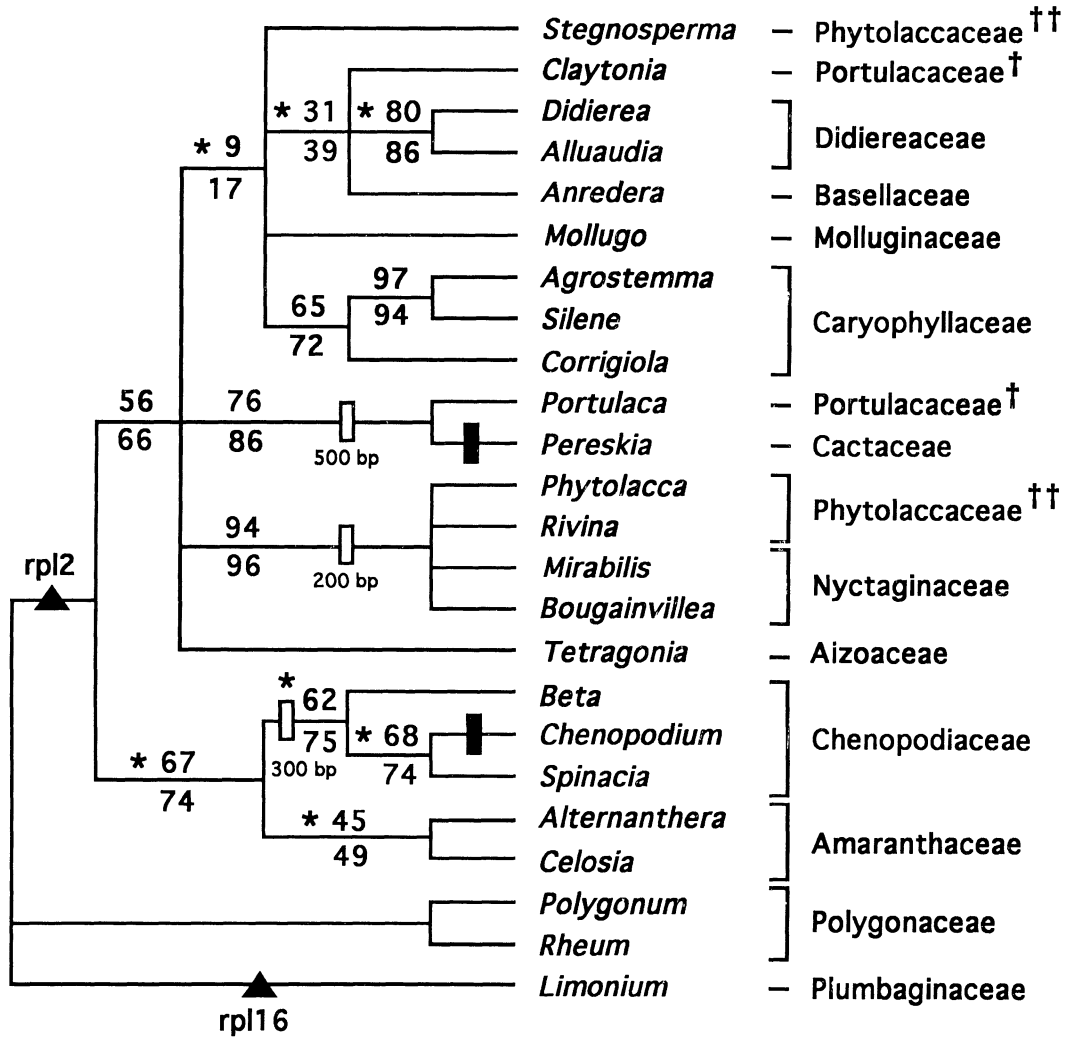 Stegnosperma – Phytolaccaceae††
Claytonia – Portulacaceae†
* 31 * 80 Didierea
Didiereaceae
39 86 Alluaudia
* 9
17 Anredera – Basellaceae
Mollugo – Molluginaceae
97 Agrostemma
65 94 Silene Caryophyllaceae
72 Corrigiola
56 76 Portulaca – Portulacaceae†
66 86 500 bp Pereskia – Cactaceae
Phytolacca
Phytolaccaceae††
94 Rivina
rpl2 96 200 bp Mirabilis
Nyctaginaceae
Bougainvillea
Tetragonia – Aizoaceae
* 62 Beta
75 * 68 Chenopodium Chenopodiaceae
300 bp
* 67 74 Spinacia
74
* 45 Alternanthera
Amaranthaceae
49 Celosia
Polygonum
Polygonaceae
Rheum
Limonium – Plumbaginaceae
rpl16